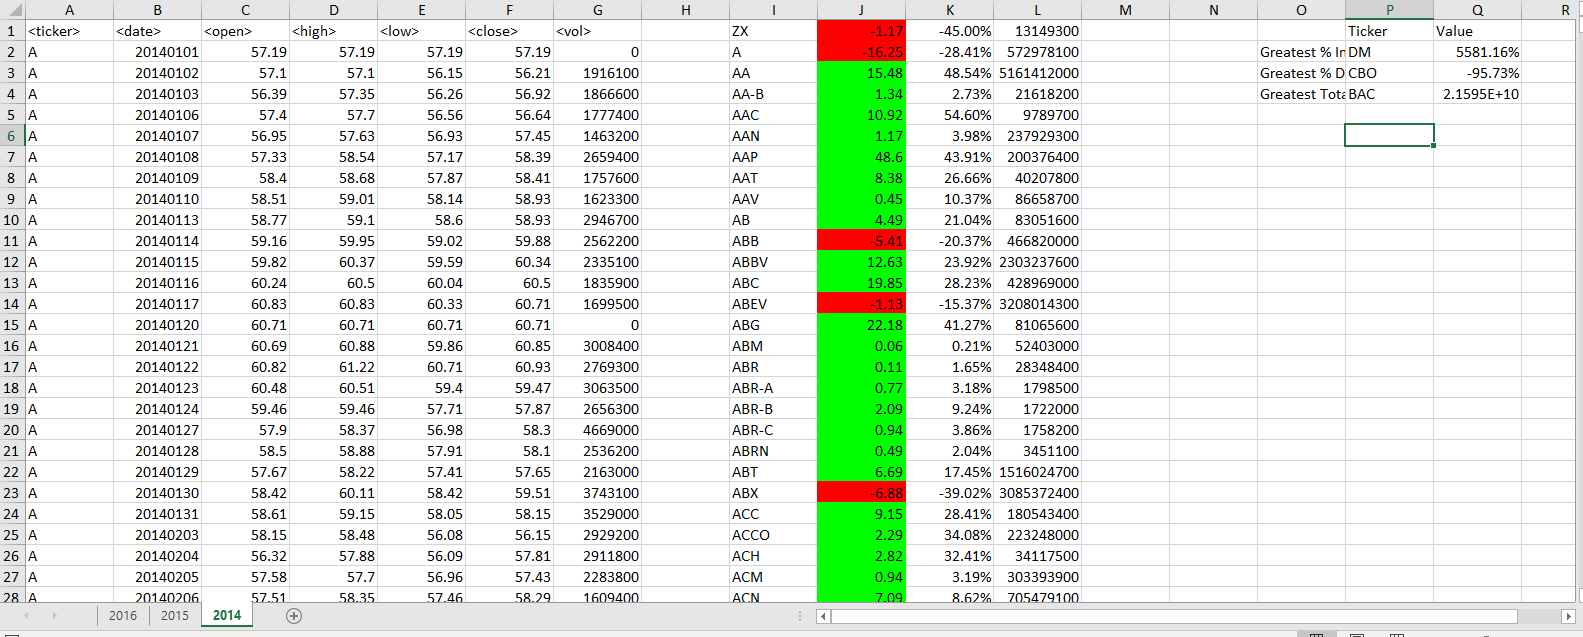 A B C D E F G H I J K L M N O P Q R
1 <ticker> <date> <open> <high> <low> <close> <vol> ZX -1.17 -45.00% 13149300 Ticker Value
2 A 20140101 57.19 57.19 57.19 57.19 0 A -16.25 -28.41% 572978100 Greatest % In DM 5581.16%
3 A 20140102 57.1 57.1 56.15 56.21 1916100 AA 15.48 48.54% 5161412000 Greatest % D CBO -95.73%
4 A 20140103 56.39 57.35 56.26 56.92 1866600 AA-B 1.34 2.73% 21618200 Greatest Tota BAC 2.1595E+10
5 A 20140106 57.4 57.7 56.56 56.64 1777400 AAC 10.92 54.60% 9789700
6 A 20140107 56.95 57.63 56.93 57.45 1463200 AAN 1.17 3.98% 237929300
7 A 20140108 57.33 58.54 57.17 58.39 2659400 AAP 48.6 43.91% 200376400
8 A 20140109 58.4 58.68 57.87 58.41 1757600 AAT 8.38 26.66% 40207800
9 A 20140110 58.51 59.01 58.14 58.93 1623300 AAV 0.45 10.37% 86658700
10 A 20140113 58.77 59.1 58.6 58.93 2946700 AB 4.49 21.04% 83051600
11 A 20140114 59.16 59.95 59.02 59.88 2562200 ABB -5.41 -20.37% 466820000
12 A 20140115 59.82 60.37 59.59 60.34 2335100 ABBV 12.63 23.92% 2303237600
13 A 20140116 60.24 60.5 60.04 60.5 1835900 ABC 19.85 28.23% 428969000
14 A 20140117 60.83 60.83 60.33 60.71 1699500 ABEV -1.13 -15.37% 3208014300
15 A 20140120 60.71 60.71 60.71 60.71 0 ABG 22.18 41.27% 81065600
16 A 20140121 60.69 60.88 59.86 60.85 3008400 ABM 0.06 0.21% 52403000
17 A 20140122 60.82 61.22 60.71 60.93 2769300 ABR 0.11 1.65% 28348400
18 A 20140123 60.48 60.51 59.4 59.47 3063500 ABR-A 0.77 3.18% 1798500
19 A 20140124 59.46 59.46 57.71 57.87 2656300 ABR-B 2.09 9.24% 1722000
20 A 20140127 57.9 58.37 56.98 58.3 4669000 ABR-C 0.94 3.86% 1758200
21 A 20140128 58.5 58.88 57.91 58.1 2536200 ABRN 0.49 2.04% 3451100
22 A 20140129 57.67 58.22 57.41 57.65 2163000 ABT 6.69 17.45% 1516024700
23 A 20140130 58.42 60.11 58.42 59.51 3743100 ABX -6.88 -39.02% 3085372400
24 A 20140131 58.61 59.15 58.05 58.15 3529000 ACC 9.15 28.41% 180543400
25 A 20140203 58.15 58.48 56.08 56.15 2929200 ACCO 2.29 34.08% 223248000
26 A 20140204 56.32 57.88 56.09 57.81 2911800 ACH 2.82 32.41% 34117500
27 A 20140205 57.58 57.7 56.96 57.43 2283800 ACM 0.94 3.19% 303393900
28 A 20140206 57.51 58.35 57.46 58.29 1609400 ACN 7.09 8.62% 705479100
2016 2015 2014